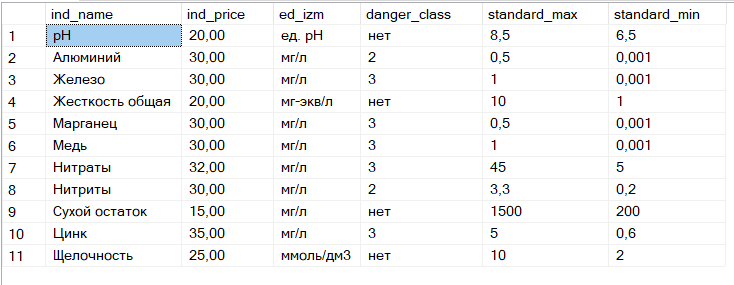 ind_name ind_price ed_izm danger_class standard_max standard_min
1 pH 20,00 ед. pH нет 8,5 6,5
2 Алюминий 30,00 мг/л 2 0,5 0,001
3 Железо 30,00 мг/л 3 1 0,001
4 Жесткость общая 20,00 мг-экв/л нет 10 1
5 Марганец 30,00 мг/л 3 0,5 0,001
6 Медь 30,00 мг/л 3 1 0,001
7 Нитраты 32,00 мг/л 3 45 5
8 Нитриты 30,00 мг/л 2 3,3 0,2
9 Сухой остаток 15,00 мг/л нет 1500 200
10 Цинк 35,00 мг/л 3 5 0,6
11 Щелочность 25,00 ммоль/дм3 нет 10 2